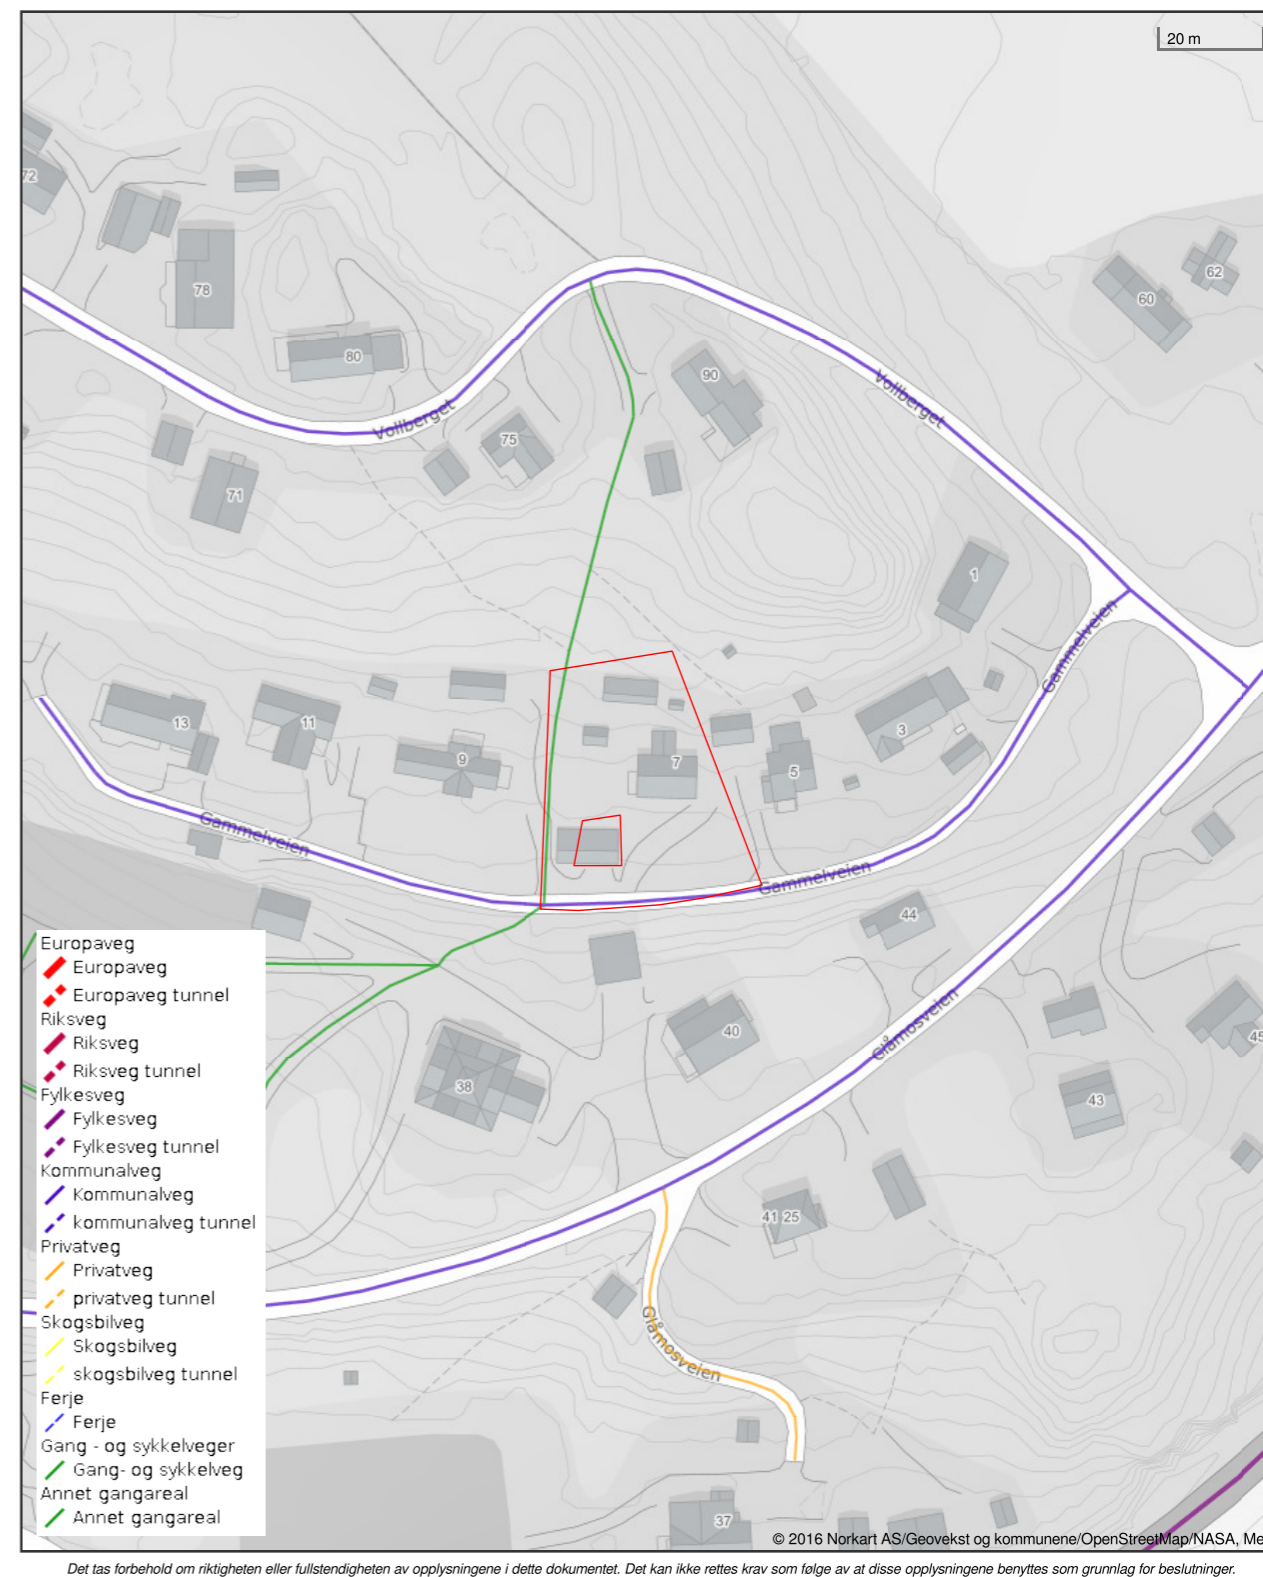 20 m
72
62
60
78
80
90
Vollberget
Vollberget
75
71
1
Gammelveien
13
11
9
7
3
5
Gammelveien
Gammelveien
44
Europaveg
Europaveg
Europaveg tunnel
Riksveg
Riksveg
Riksveg tunnel
Fylkesveg
Fylkesveg
Fylkesveg tunnel
Kommunalveg
Kommunalveg
kommunalveg tunnel
Privatveg
Privatveg
privatveg tunnel
Skogsbilveg
Skogsbilveg
skogsbilveg tunnel
Ferje
Ferje
Gang - og sykkelveger
Gang- og sykkelveg
Annet gangareal
Annet gangareal
Glåmosveien
40
45
38
43
41 25
Glåmosveien
37
© 2016 Norkart AS/Geovekst og kommunene/OpenStreetMap/NASA, Me
Det tas forbehold om riktigheten eller fullstendigheten av opplysningene i dette dokumentet. Det kan ikke rettes krav som følge av at disse opplysningene benyttes som grunnlag for beslutninger.